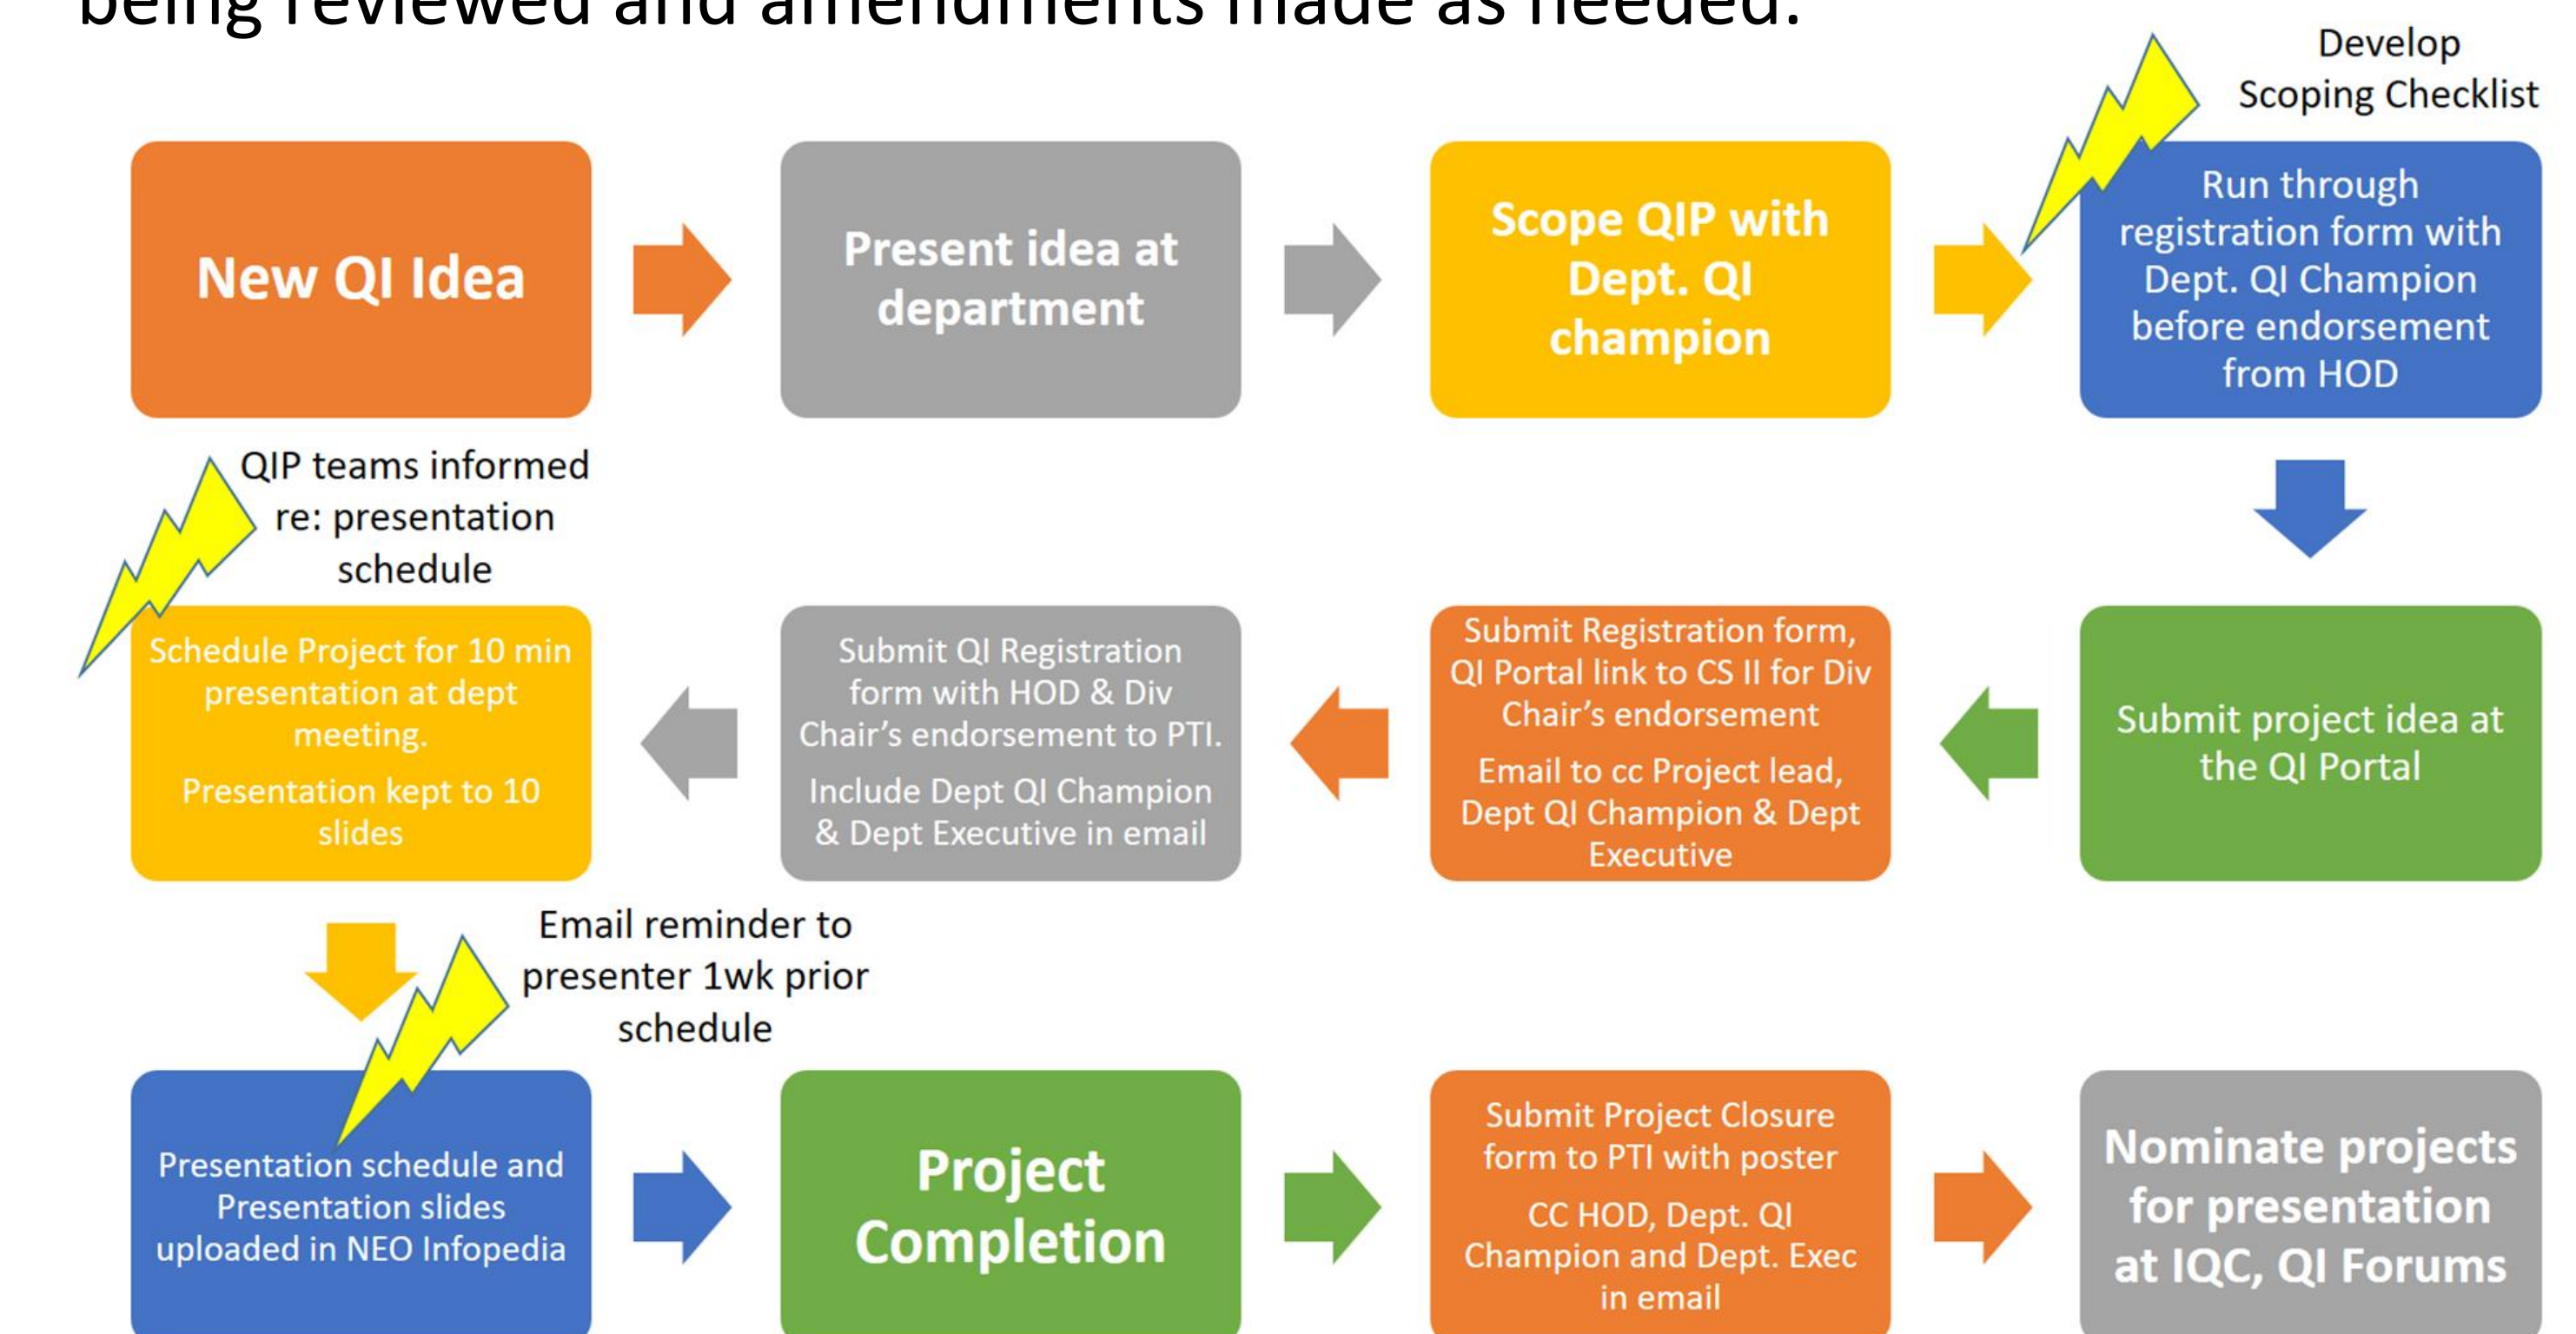 being reviewed and amendments made as needed.
Develop
Scoping Checklist
New QI Idea
Present idea at
department
Scope QIP with
Dept. QI
champion
Run through
registration form with
Dept. QI Champion
before endorsement
from HOD
Submit project idea at
the QI Portal
Submit Registration form,
QI Portal link to CS II for Div
Chair’s endorsement
Email to cc Project lead,
Dept QI Champion & Dept
Executive
Submit QI Registration
form with HOD & Div
Chair’s endorsement to PTI.
Include Dept QI Champion
& Dept Executive in email
QIP teams informed
re: presentation
schedule
Schedule Project for 10 min
presentation at dept
meeting.
Presentation kept to 10
slides
Email reminder to
presenter 1wk prior
schedule
Presentation schedule and
Presentation slides
uploaded in NEO Infopedia
Project
Completion
Submit Project Closure
form to PTI with poster
CC HOD, Dept. QI
Champion and Dept. Exec
in email
Nominate projects
for presentation
at IQC, QI Forums